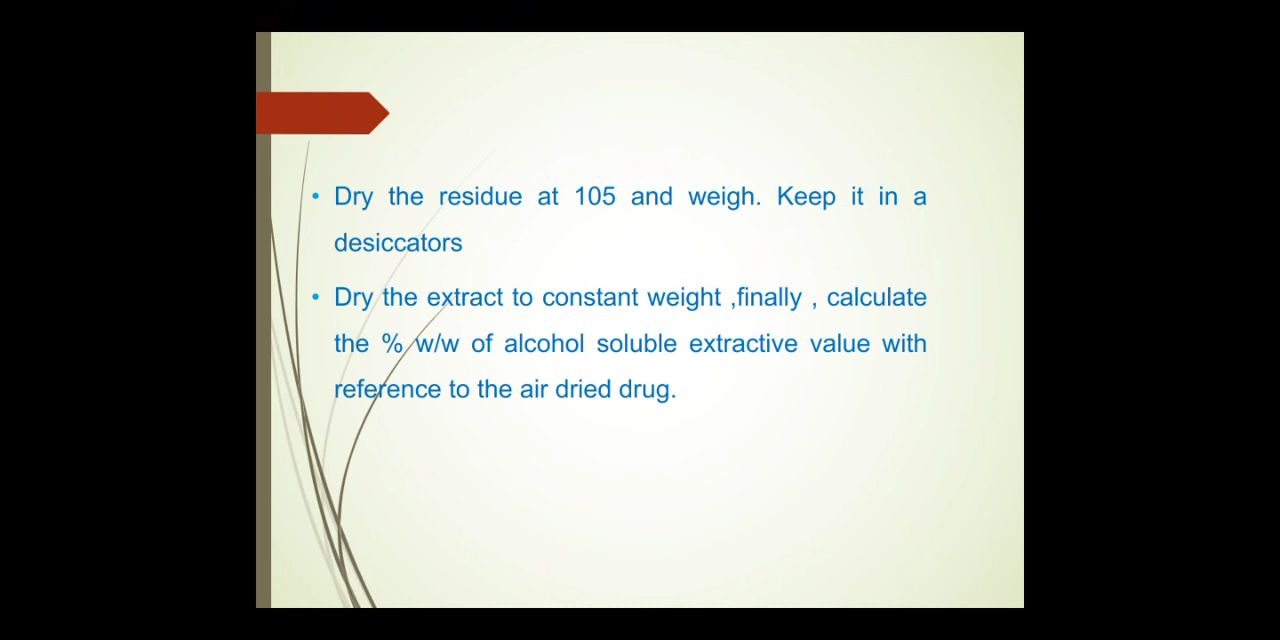 • Dry the residue at 105 and weigh. Keep it in a
desiccators
• Dry the extract to constant weight ,finally , calculate
the % w/w of alcohol soluble extractive value with
reference to the air dried drug.